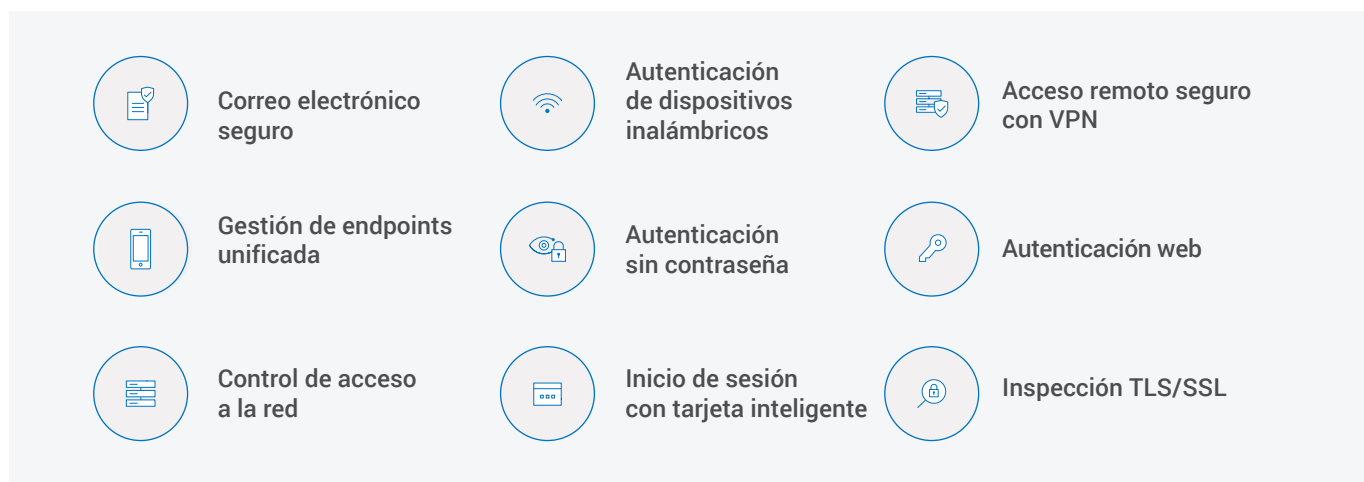 Correo electrónico
seguro
Autenticación
de dispositivos
inalámbricos
Acceso remoto seguro
con VPN
Gestión de endpoints
unificada
Autenticación
sin contraseña
Autenticación web
Control de acceso
a la red
Inicio de sesión
con tarjeta inteligente
Inspección TLS/SSL